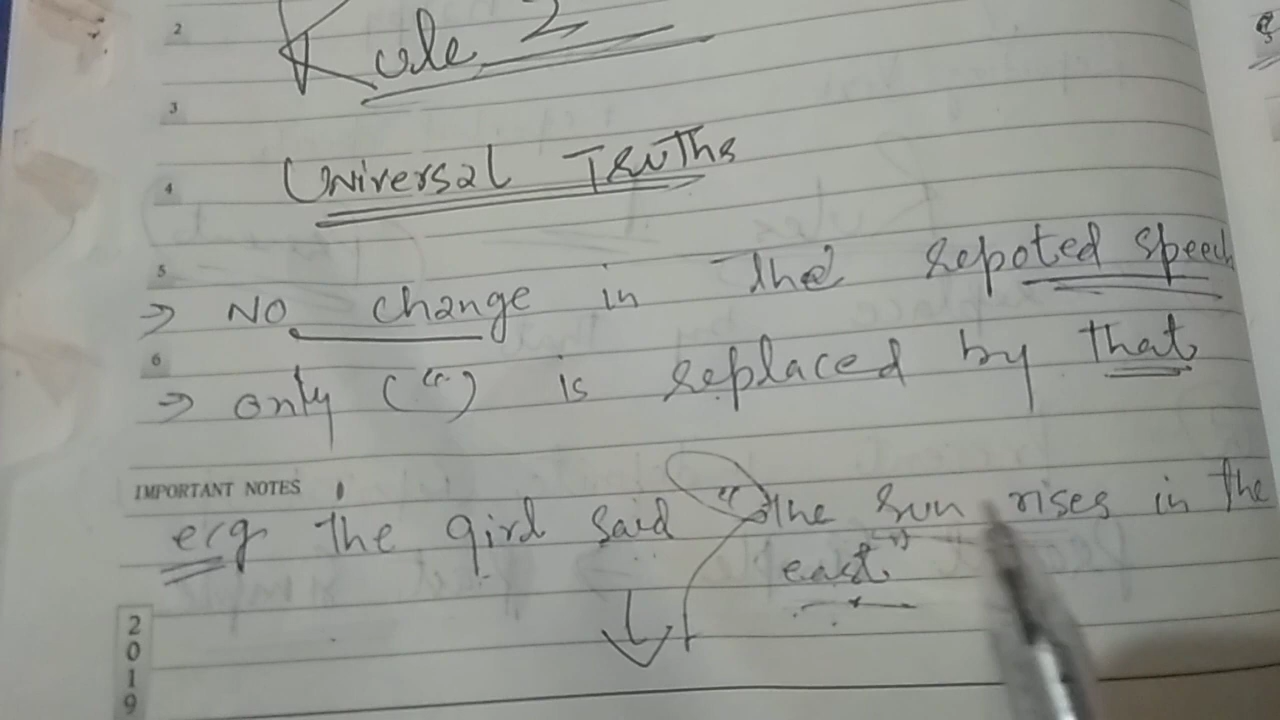 2
Rule 2
3
4
Universal Truths
5
⇒ NO change in the repoted speech
6
⇒ only (“”) is replaced by that
IMPORTANT NOTES
e.g the girl said “the sun rises in the
east”
2019